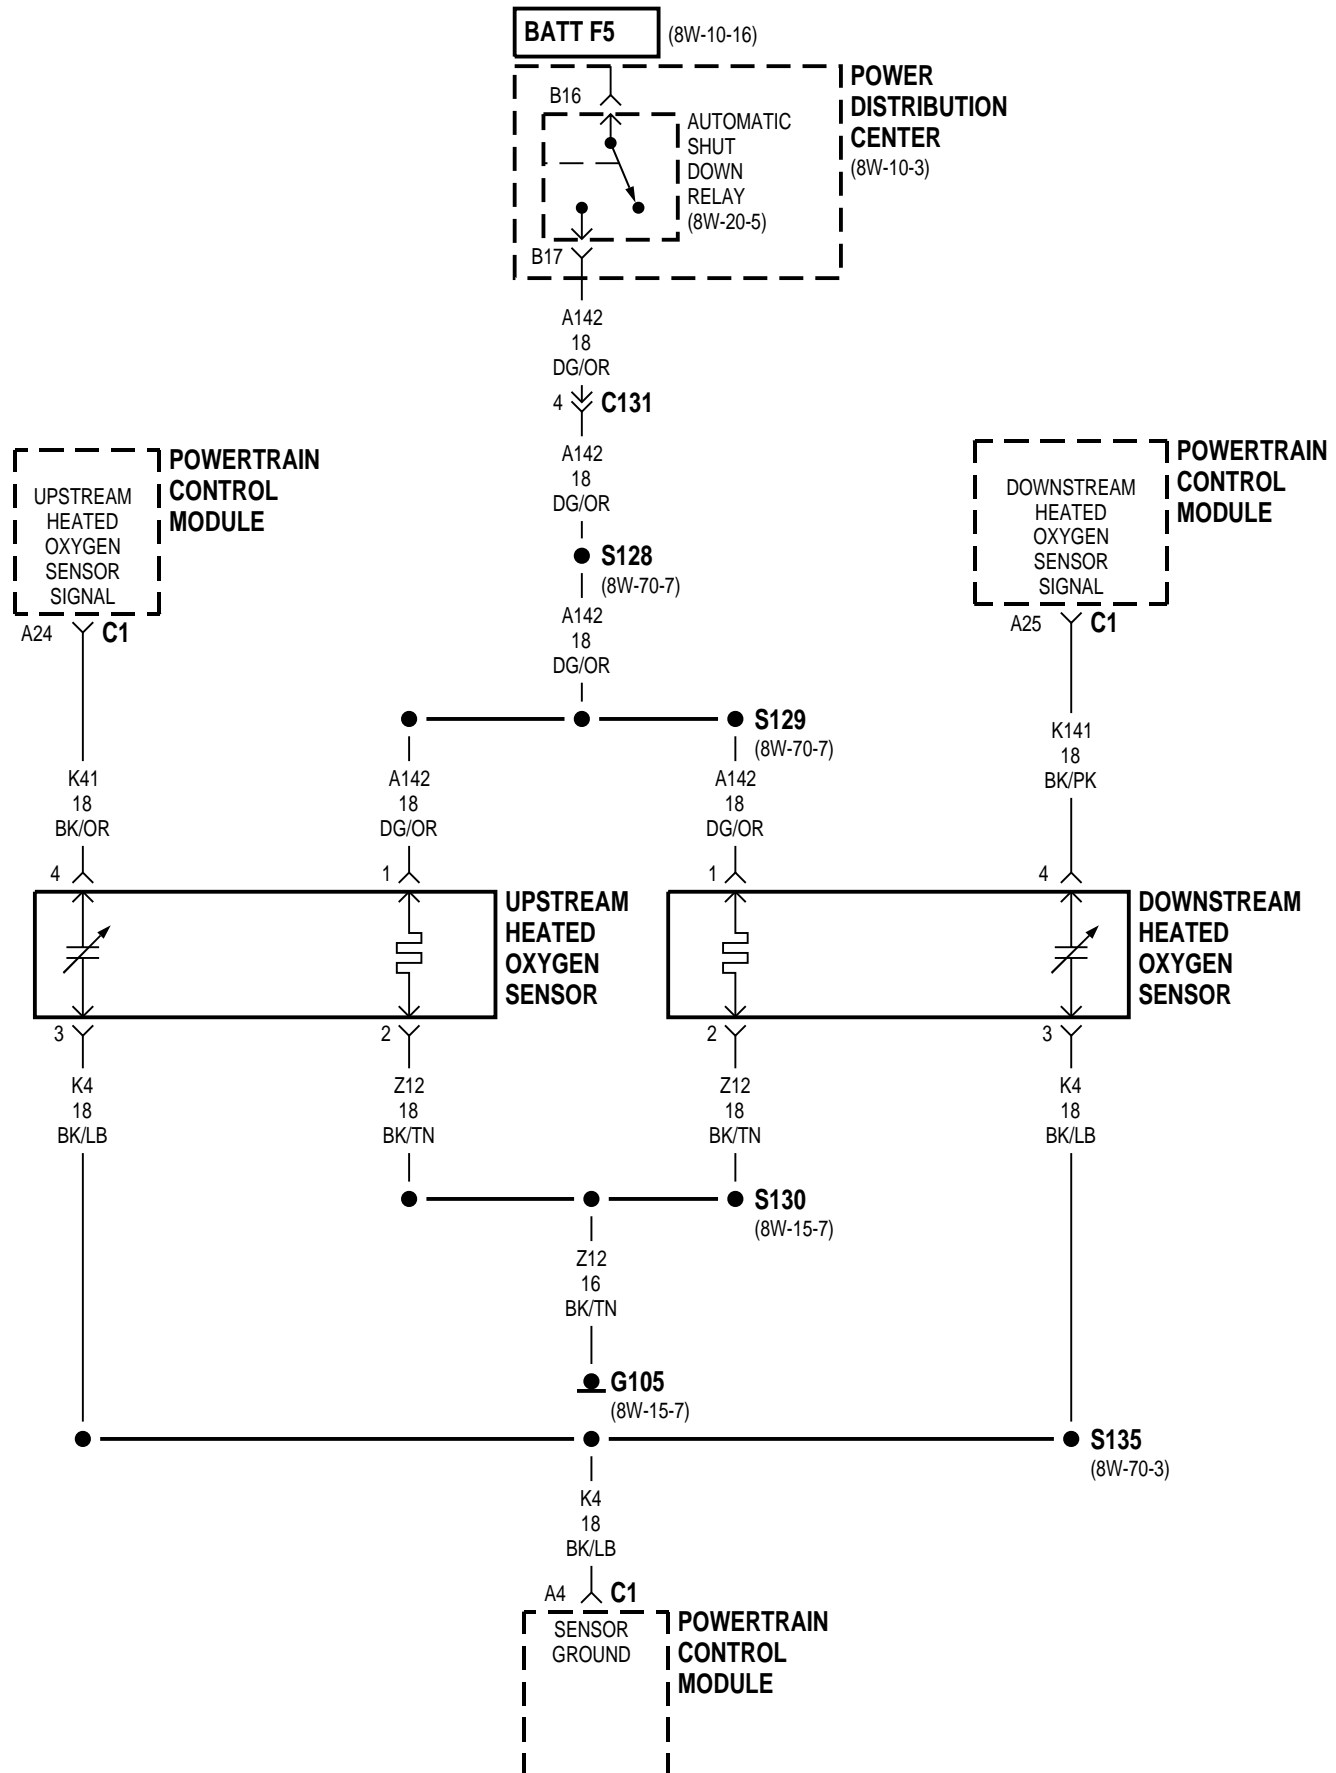 BATT F5 (8W-10-16)
POWER
DISTRIBUTION
CENTER
(8W-10-3)
B16
AUTOMATIC
SHUT
DOWN
RELAY
(8W-20-5)
B17
A142
18
DG/OR
4 C131
A142
18
DG/OR
S128
(8W-70-7)
A142
18
DG/OR
POWERTRAIN
CONTROL
MODULE
UPSTREAM
HEATED
OXYGEN
SENSOR
SIGNAL
A24 C1
POWERTRAIN
CONTROL
MODULE
DOWNSTREAM
HEATED
OXYGEN
SENSOR
SIGNAL
A25 C1
S129
(8W-70-7)
K41
18
BK/OR
A142
18
DG/OR
A142
18
DG/OR
K141
18
BK/PK
4 1 1 4
UPSTREAM
HEATED
OXYGEN
SENSOR
DOWNSTREAM
HEATED
OXYGEN
SENSOR
3 2 2 3
K4
18
BK/LB
Z12
18
BK/TN
Z12
18
BK/TN
K4
18
BK/LB
S130
(8W-15-7)
Z12
16
BK/TN
G105
(8W-15-7)
S135
(8W-70-3)
K4
18
BK/LB
A4 C1
SENSOR
GROUND
POWERTRAIN
CONTROL
MODULE